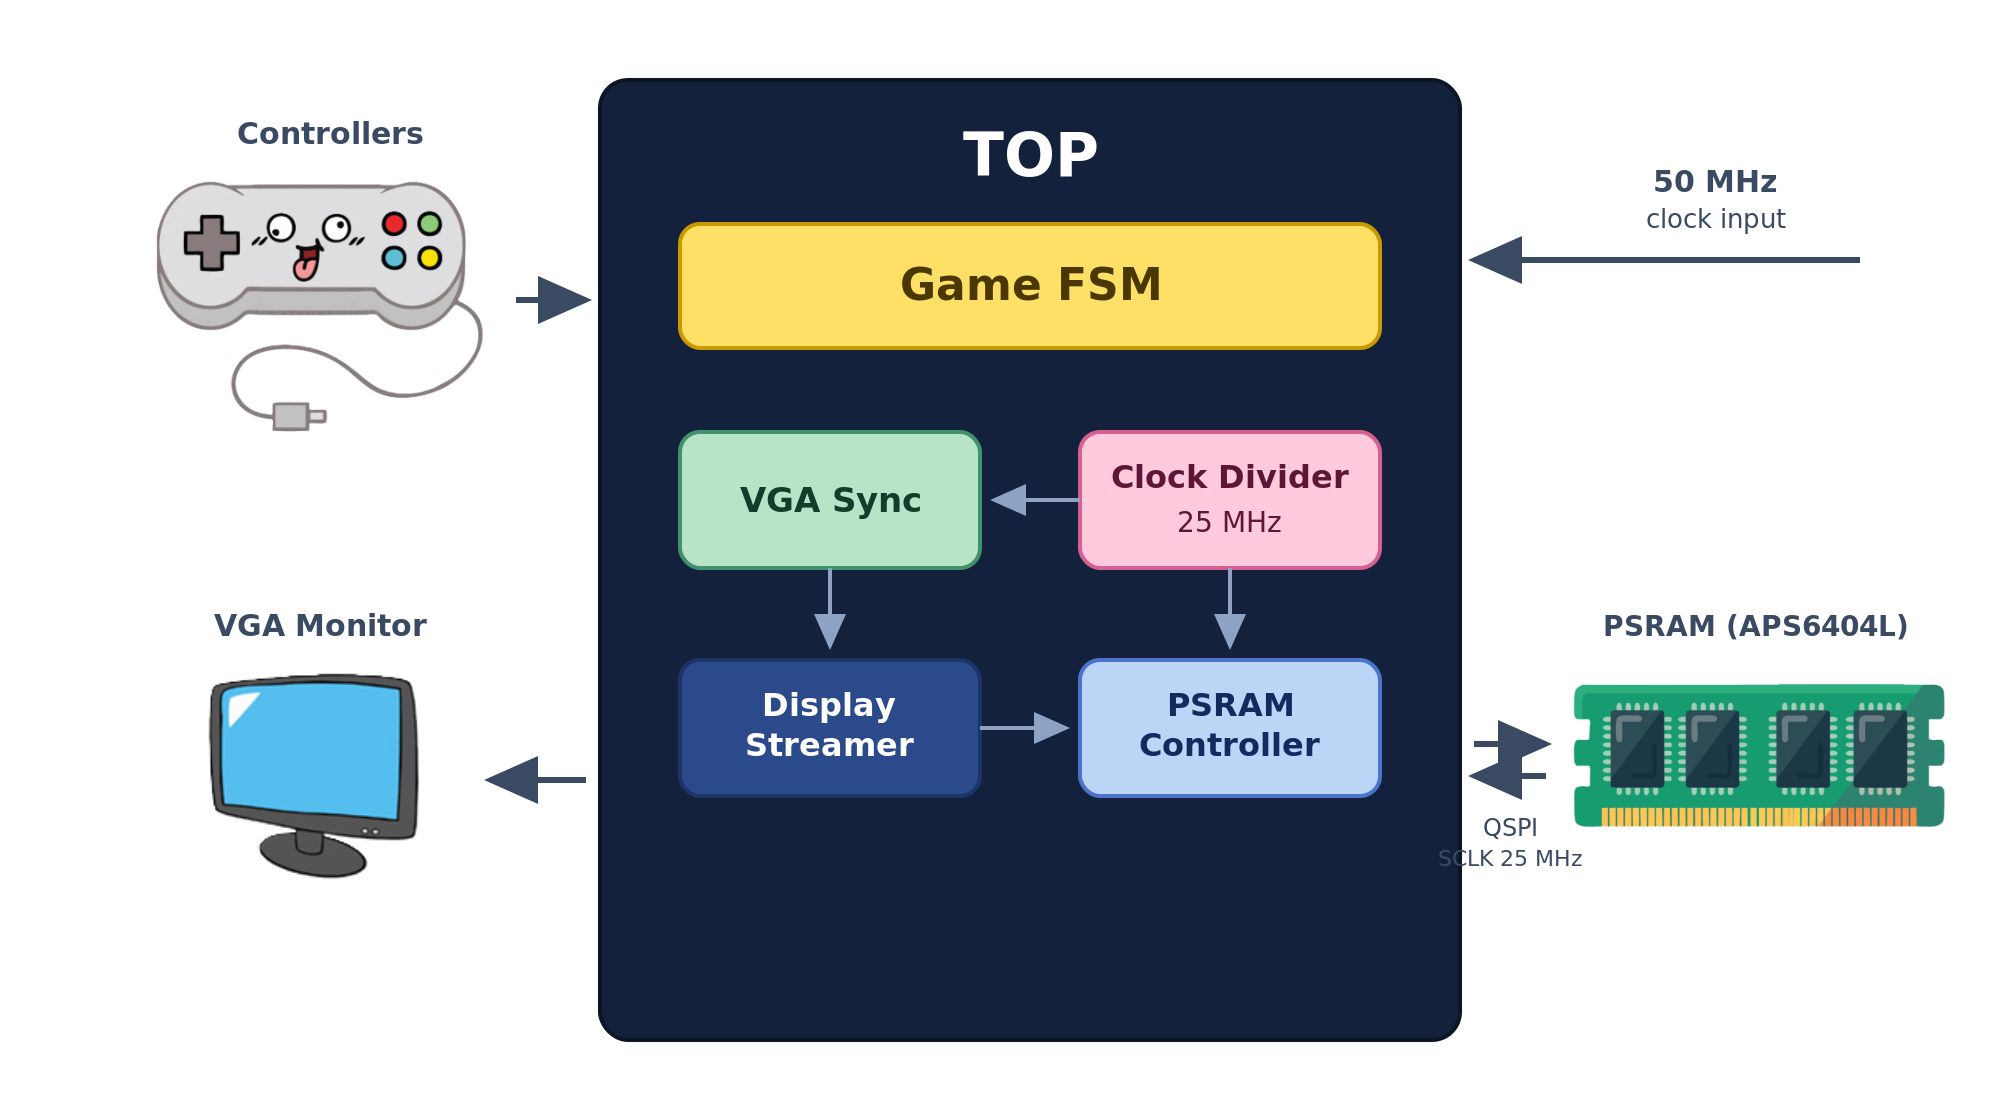 TOP
Controllers
50 MHz
clock input
Game FSM
VGA Sync
Clock Divider
25 MHz
VGA Monitor
PSRAM (APS6404L)
Display
Streamer
PSRAM
Controller
QSPI
SCLK 25 MHz